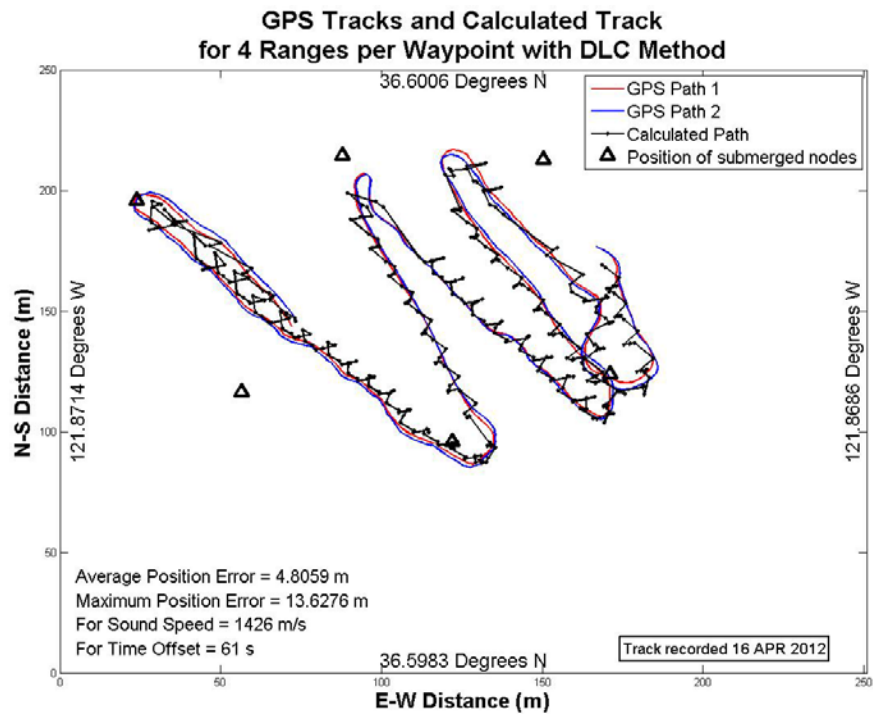 GPS Tracks and Calculated Track
for 4 Ranges per Waypoint with DLC Method
250
200
150
100
50
0
N-S Distance (m)
121.8714 Degrees W
36.6006 Degrees N
GPS Path 1
GPS Path 2
Calculated Path
Position of submerged nodes
121.8686 Degrees W
Average Position Error = 4.8059 m
Maximum Position Error = 13.6276 m
For Sound Speed = 1426 m/s
For Time Offset = 61 s
Track recorded 16 APR 2012
36.5983 Degrees N
0 50 100 150 200 250
E-W Distance (m)